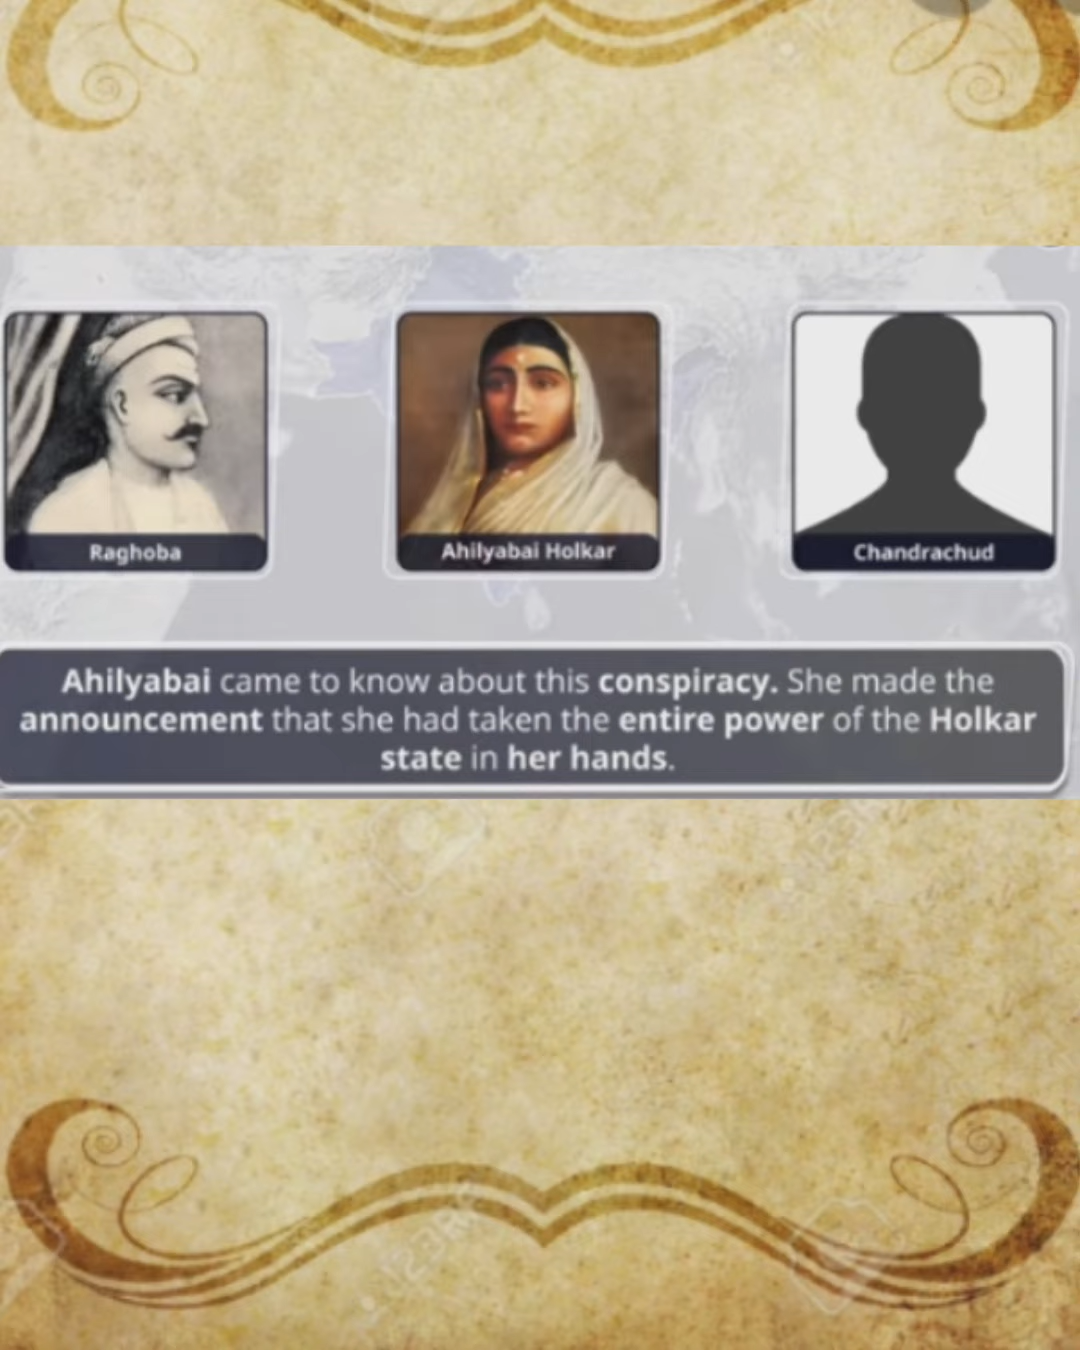 Raghoba
Ahilyabai Holkar
Chandrachud
Ahilyabai came to know about this conspiracy. She made the
announcement that she had taken the entire power of the Holkar
state in her hands.
123RF